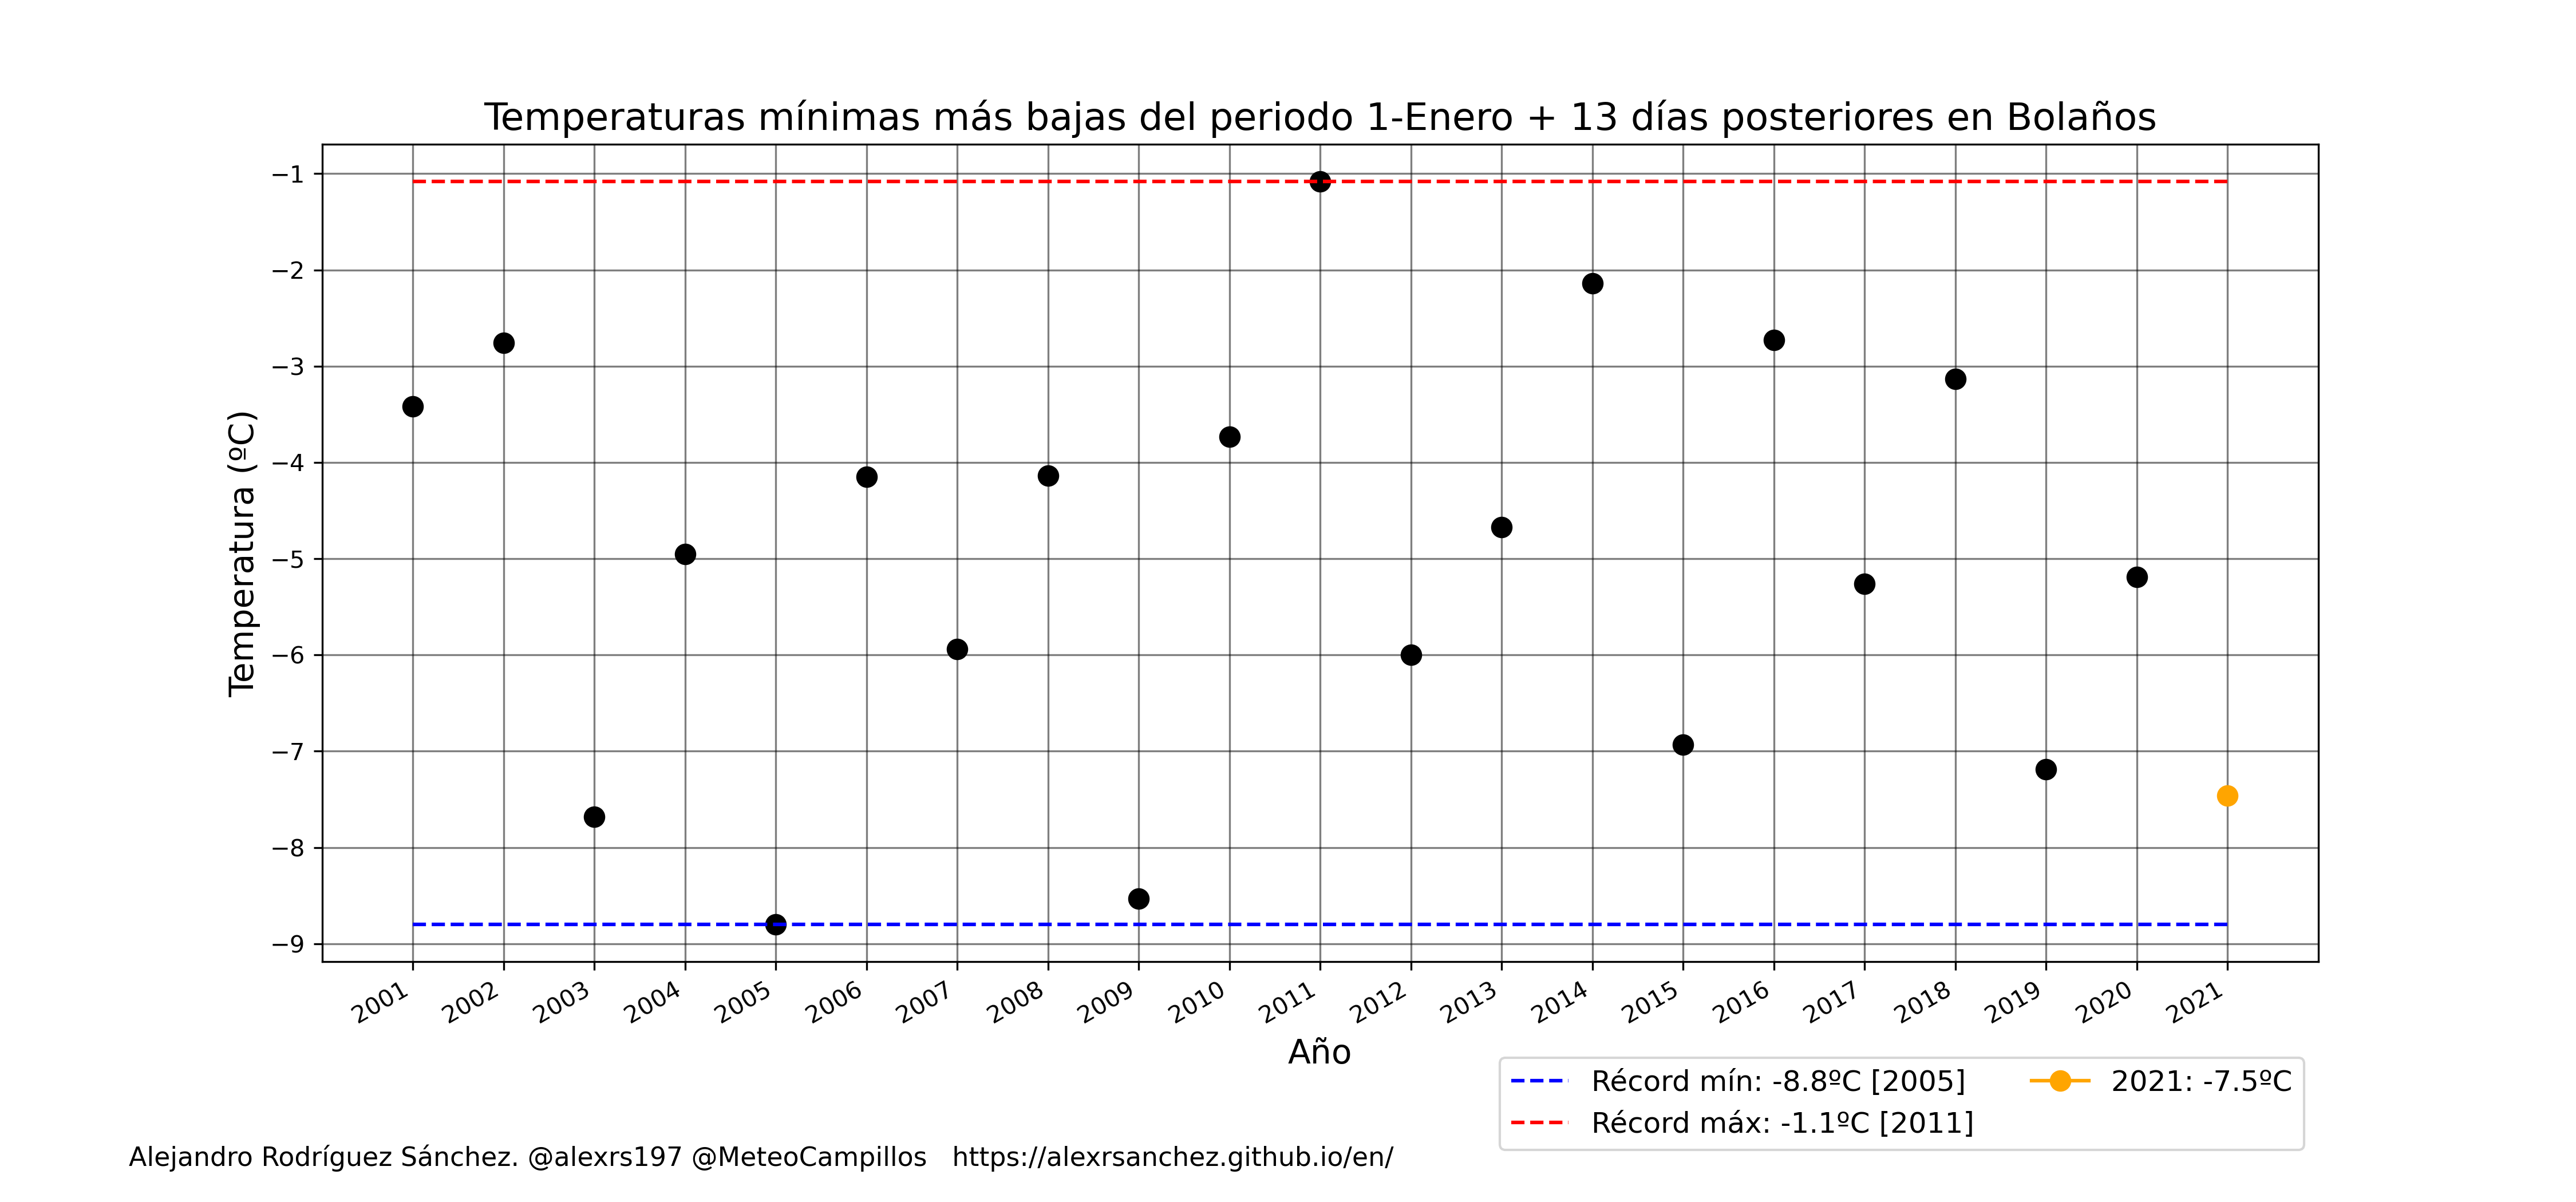 Temperaturas mínimas más bajas del periodo 1-Enero + 13 días posteriores en Bolaños
Temperatura (ºC)
−1
−2
−3
−4
−5
−6
−7
−8
−9
2001 2002 2003 2004 2005 2006 2007 2008 2009 2010 2011 2012 2013 2014 2015 2016 2017 2018 2019 2020 2021
Año
Récord mín: -8.8ºC [2005]
Récord máx: -1.1ºC [2011]
2021: -7.5ºC
Alejandro Rodríguez Sánchez. @alexrs197 @MeteoCampillos https://alexrsanchez.github.io/en/